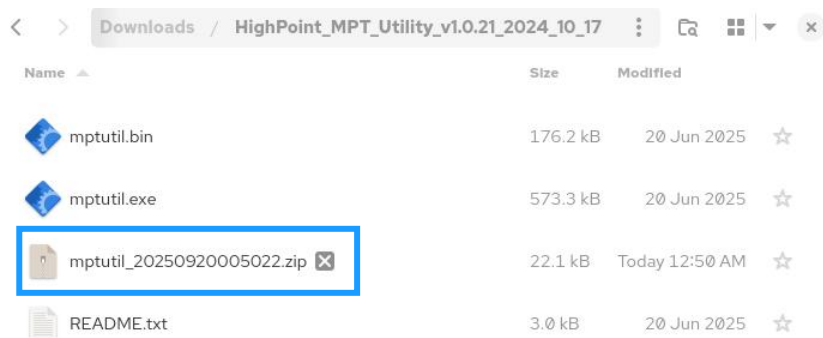 Downloads / HighPoint_MPT_Utility_v1.0.21_2024_10_17
Name Size Modified
mptutil.bin 176.2 kB 20 Jun 2025
mptutil.exe 573.3 kB 20 Jun 2025
mptutil_20250920005022.zip 22.1 kB Today 12:50 AM
README.txt 3.0 kB 20 Jun 2025